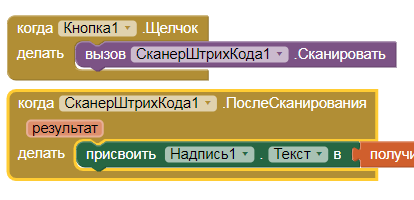 когда Кнопка1 .Щелчок
делать вызов СканерШтрихКода1 .Сканировать
когда СканерШтрихКода1 .ПослеСканирования
результат
делать присвоить Надпись1 . Текст в получи